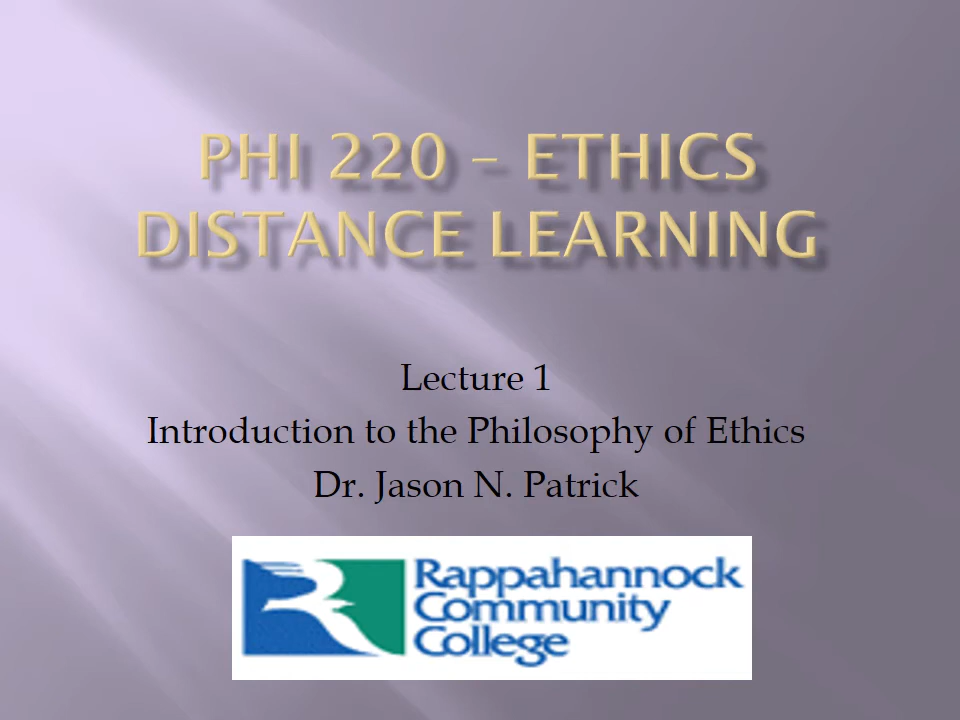 PHI 220 – ETHICS
DISTANCE LEARNING
Lecture 1
Introduction to the Philosophy of Ethics
Dr. Jason N. Patrick
Rappahannock
Community
College